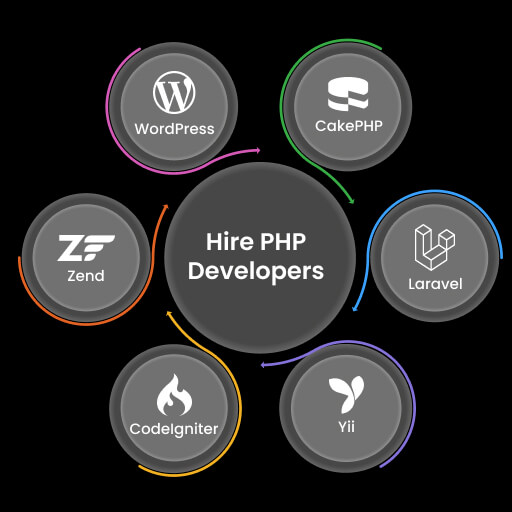 WordPress
CakePHP
Hire PHP
Developers
Zend
Laravel
CodeIgniter
Yii